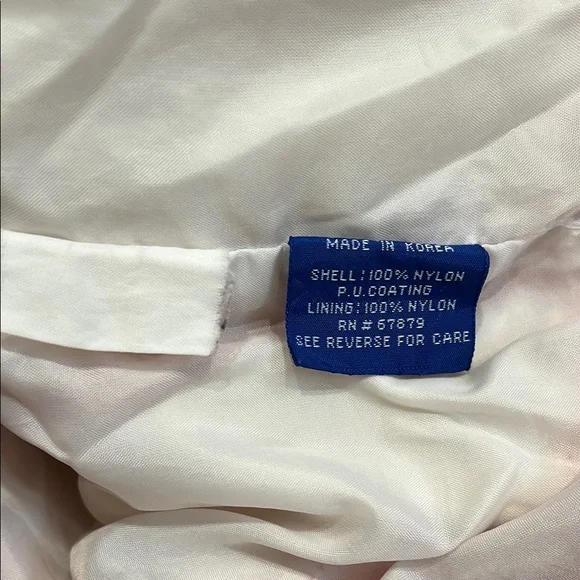 MADE IN KOREA
SHELL:100% NYLON
P.U.COATING
LINING:100% NYLON
RN # 67879
SEE REVERSE FOR CARE